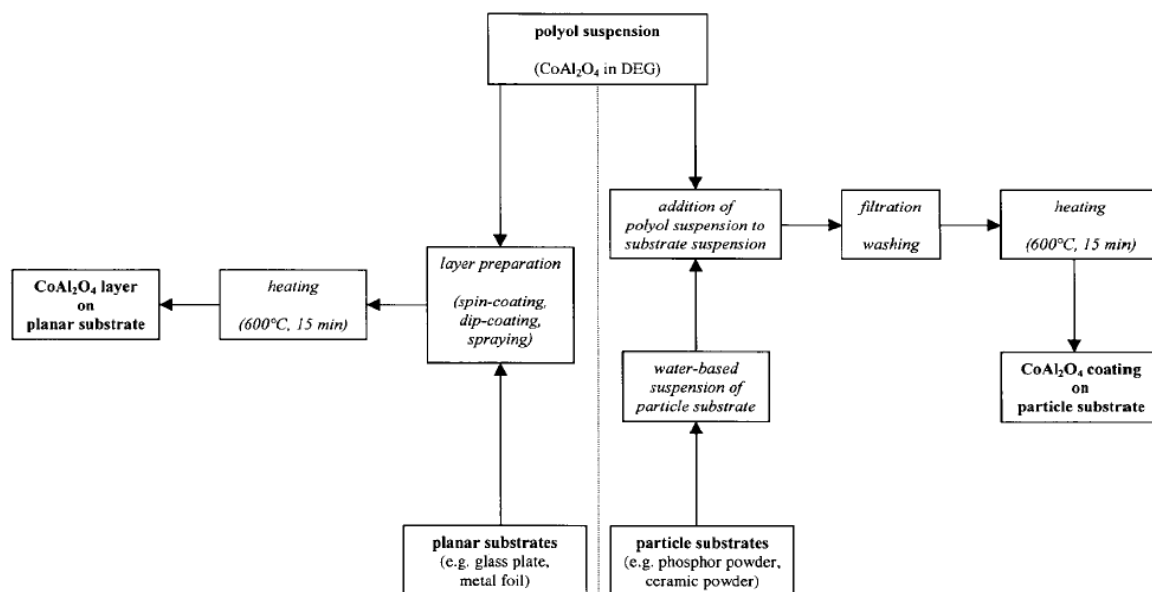 polyol suspension
(CoAl₂O₄ in DEG)
addition of
polyol suspension to
substrate suspension
filtration
washing
heating
(600°C, 15 min)
layer preparation
(spin-coating,
dip-coating,
spraying)
heating
(600°C, 15 min)
CoAl₂O₄ layer
on
planar substrate
water-based
suspension of
particle substrate
CoAl₂O₄ coating
on
particle substrate
planar substrates
(e.g. glass plate,
metal foil)
particle substrates
(e.g. phosphor powder,
ceramic powder)